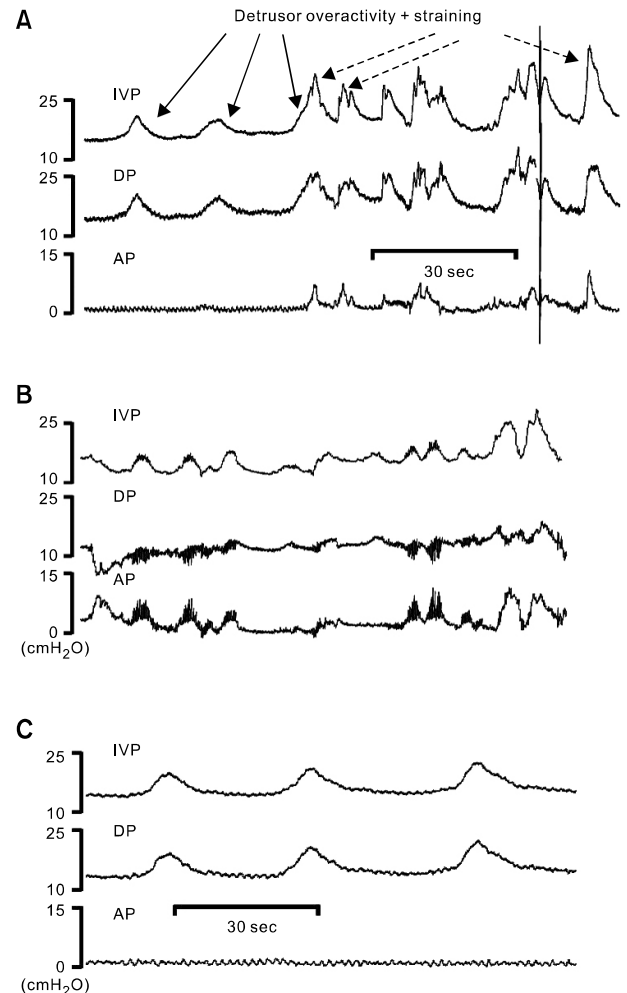 A
Detrusor overactivity + straining
IVP
25
10
DP
25
10
AP
15
0
30 sec
B
IVP
25
10
DP
25
10
AP
15
0
(cmH₂O)
C
IVP
25
10
DP
25
10
AP
15
0
30 sec
(cmH₂O)